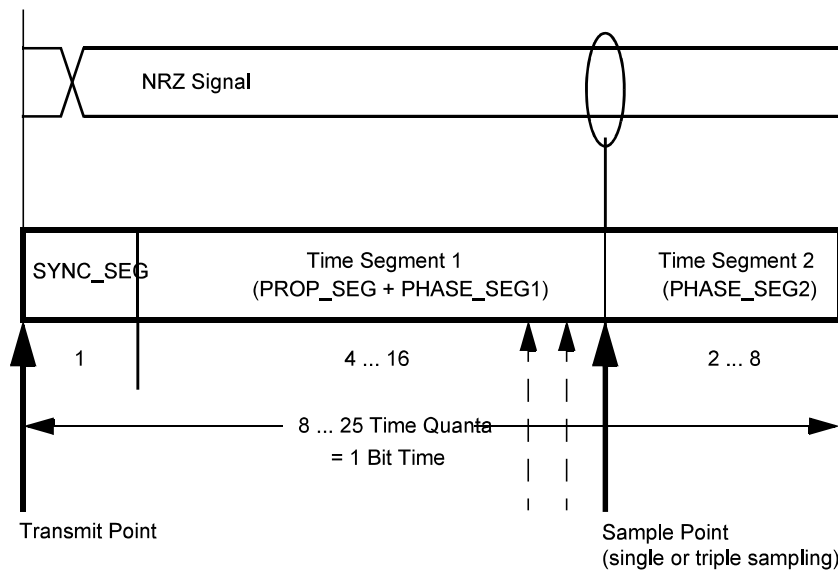 NRZ Signal
SYNC_SEG
Time Segment 1
(PROP_SEG + PHASE_SEG1)
Time Segment 2
(PHASE_SEG2)
1
4 ... 16
2 ... 8
8 ... 25 Time Quanta
= 1 Bit Time
Transmit Point
Sample Point
(single or triple sampling)